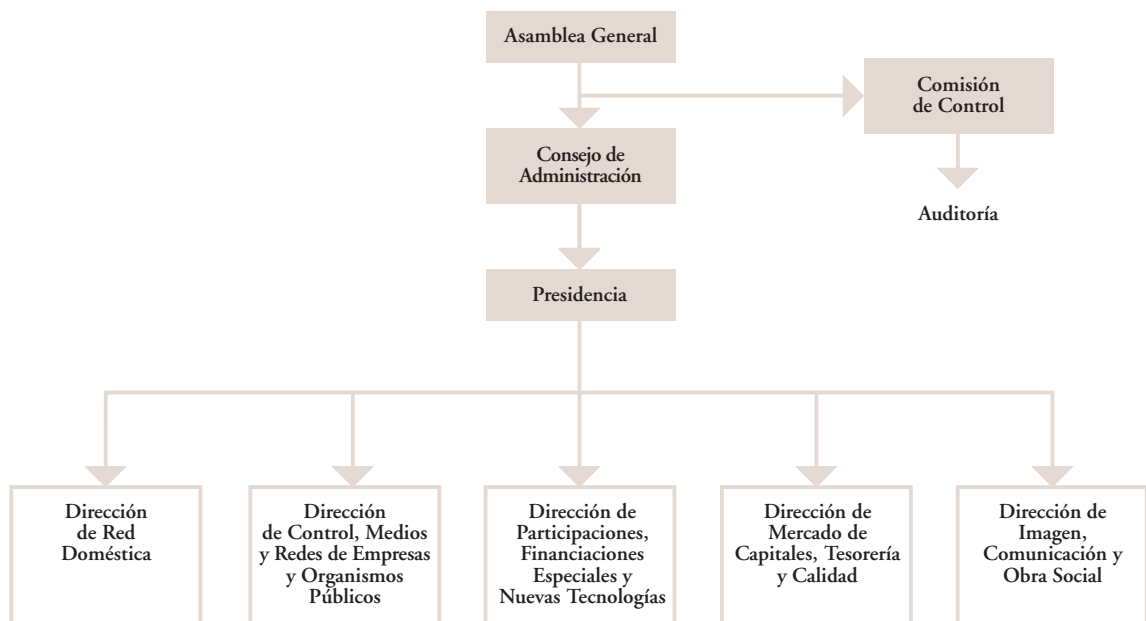 Asamblea General
Comisión
de Control
Consejo de
Administración
Auditoría
Presidencia
Dirección
de Red
Doméstica
Dirección
de Control, Medios
y Redes de Empresas
y Organismos
Públicos
Dirección de
Participaciones,
Financiaciones
Especiales y
Nuevas Tecnologías
Dirección de
Mercado de
Capitales, Tesorería
y Calidad
Dirección de
Imagen,
Comunicación y
Obra Social